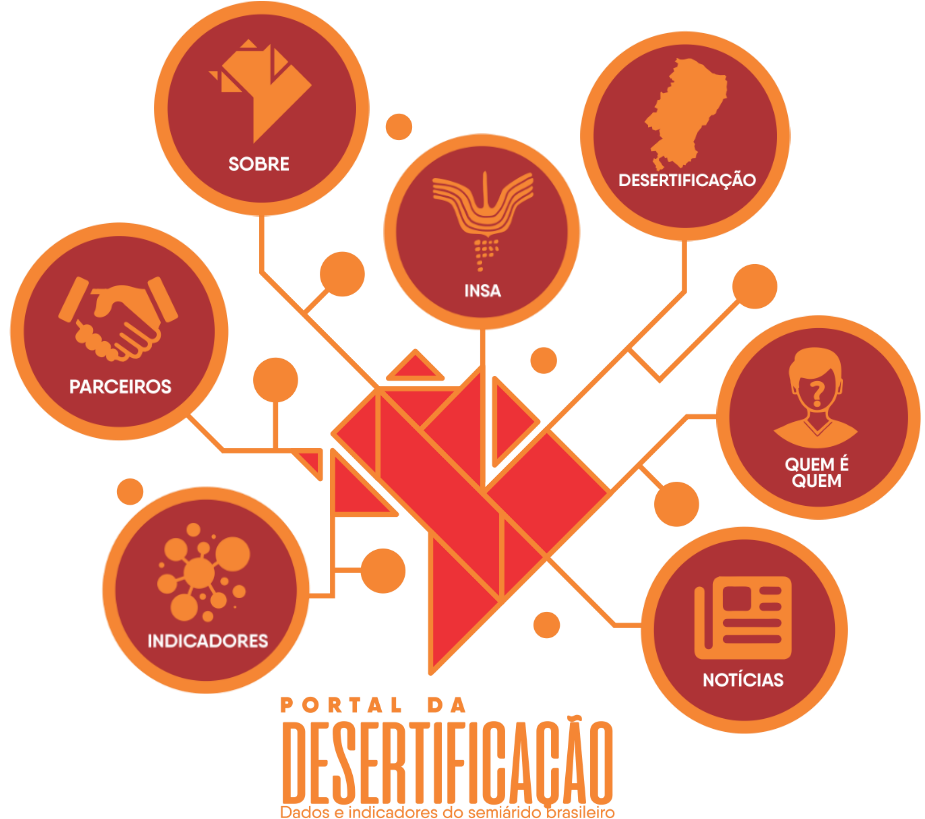 SOBRE
DESERTIFICAÇÃO
INSA
PARCEIROS
QUEM É
QUEM
INDICADORES
NOTÍCIAS
PORTAL DA
DESERTIFICAÇÃO
Dados e indicadores do semiárido brasileiro